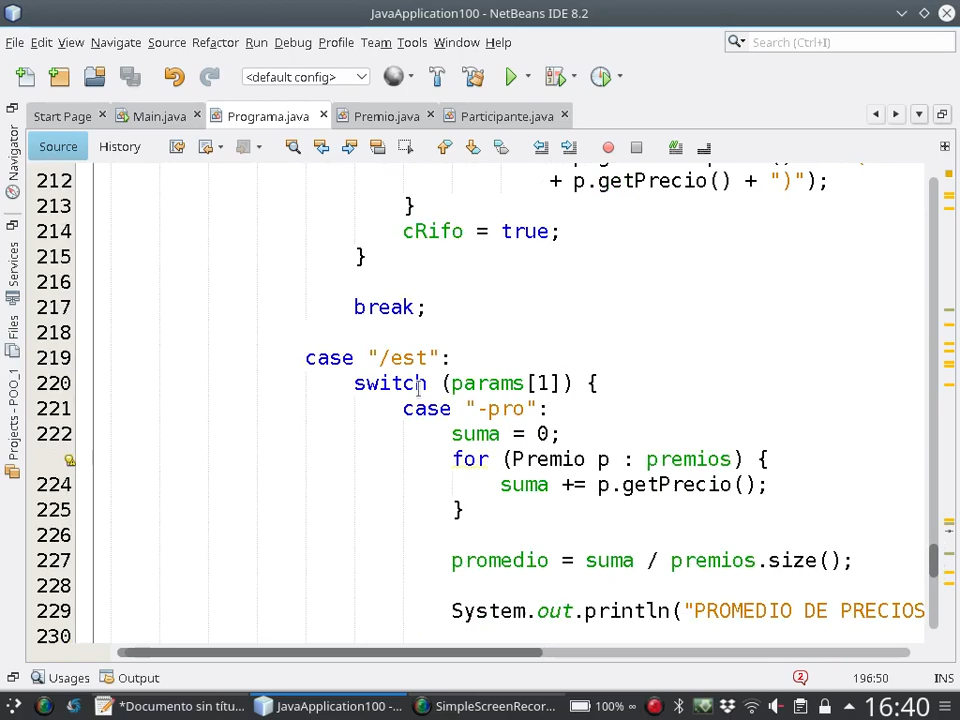 JavaApplication100 - NetBeans IDE 8.2
File Edit View Navigate Source Refactor Run Debug Profile Team Tools Window Help
Search (Ctrl+I)
<default config>
Start Page Main.java Programa.java Premio.java Participante.java
Source History
Navigator
Services
Files
Projects - POO_1
212 + p.getPrecio() + ")");
213 }
214 cRifo = true;
215 }
216
217 break;
218
219 case "/est":
220 switch (params[1]) {
221 case "-pro":
222 suma = 0;
for (Premio p : premios) {
224 suma += p.getPrecio();
225 }
226
227 promedio = suma / premios.size();
228
229 System.out.println("PROMEDIO DE PRECIOS
230
Usages Output
2
196:50 INS
*Documento sin títu... JavaApplication100 -... SimpleScreenRecor... 100% ∞ 16:40